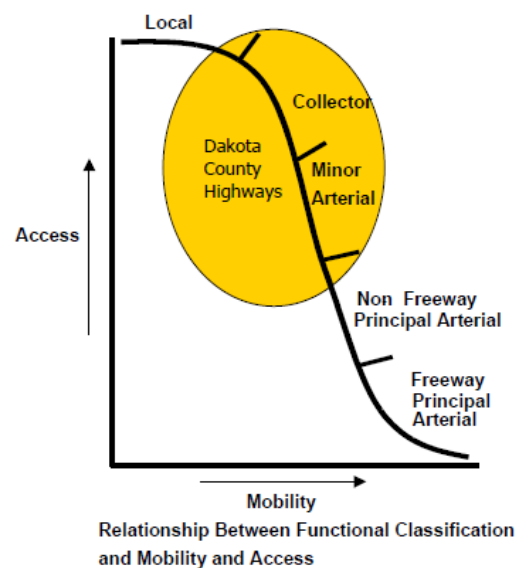 Local
Collector
Dakota
County
Highways
Minor
Arterial
Access
Non Freeway
Principal Arterial
Freeway
Principal
Arterial
Mobility
Relationship Between Functional Classification
and Mobility and Access